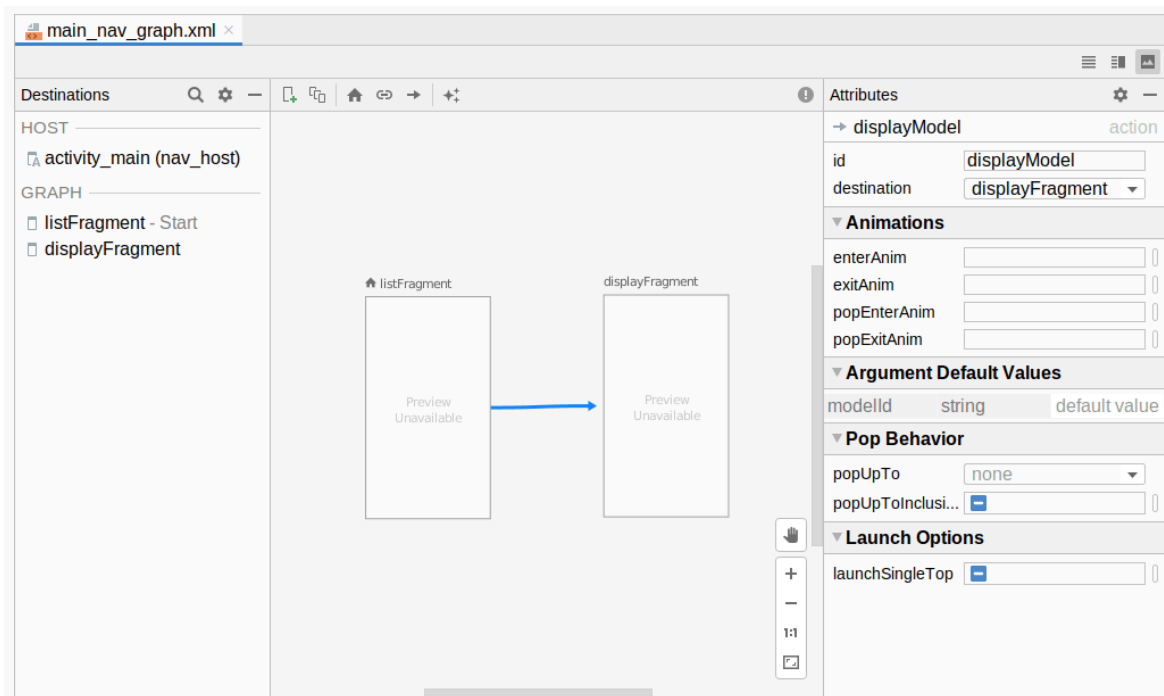 main_nav_graph.xml
Destinations
HOST
activity_main (nav_host)
GRAPH
listFragment - Start
displayFragment
listFragment
Preview
Unavailable
displayFragment
Preview
Unavailable
1:1
Attributes
displayModel action
id displayModel
destination displayFragment
Animations
enterAnim
exitAnim
popEnterAnim
popExitAnim
Argument Default Values
modelId string default value
Pop Behavior
popUpTo none
popUpToInclusi...
Launch Options
launchSingleTop